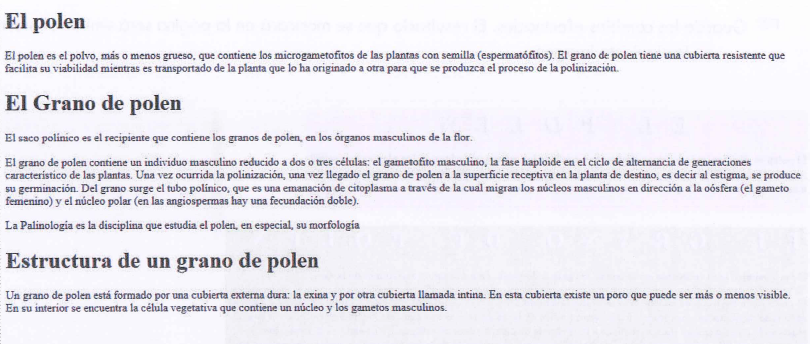 El polen
El polen es el polvo, más o menos grueso, que contiene los microgametofitos de las plantas con semilla (espermatófitos). El grano de polen tiene una cubierta resistente que
facilita su viabilidad mientras es transportado de la planta que lo ha originado a otra para que se produzca el proceso de la polinización.
El Grano de polen
El saco polínico es el recipiente que contiene los granos de polen, en los órganos masculinos de la flor.
El grano de polen contiene un individuo masculino reducido a dos o tres células: el gametofito masculino, la fase haploide en el ciclo de alternancia de generaciones
característico de las plantas. Una vez ocurrida la polinización, una vez llegado el grano de polen a la superficie receptiva en la planta de destino, es decir al estigma, se produce
su germinación. Del grano surge el tubo polínico, que es una emanación de citoplasma a través de la cual migran los núcleos masculinos en dirección a la oósfera (el gameto
femenino) y el núcleo polar (en las angiospermas hay una fecundación doble).
La Palinología es la disciplina que estudia el polen, en especial, su morfología
Estructura de un grano de polen
Un grano de polen está formado por una cubierta externa dura: la exina y por otra cubierta llamada intina. En esta cubierta existe un poro que puede ser más o menos visible.
En su interior se encuentra la célula vegetativa que contiene un núcleo y los gametos masculinos.